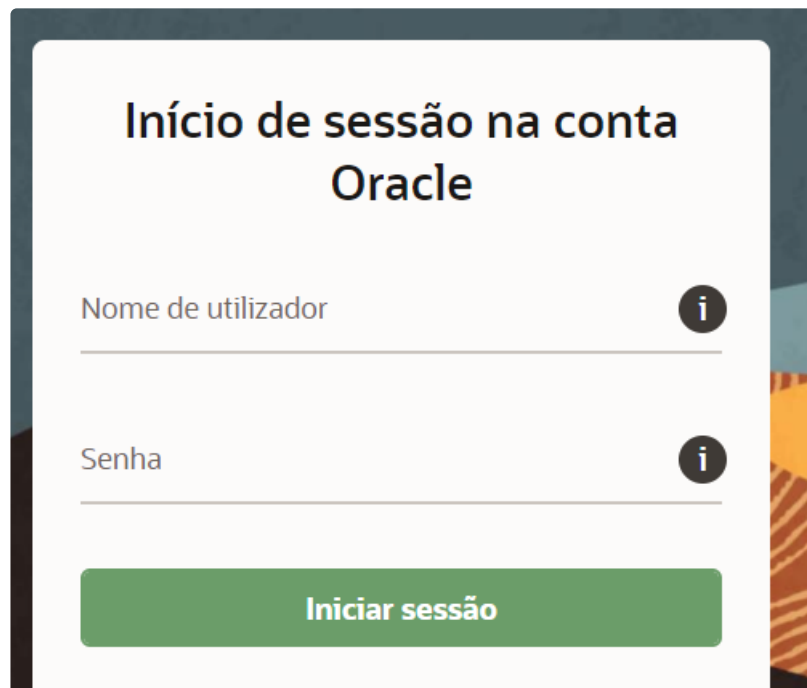 Início de sessão na conta
Oracle
Nome de utilizador
i
Senha
i
Iniciar sessão